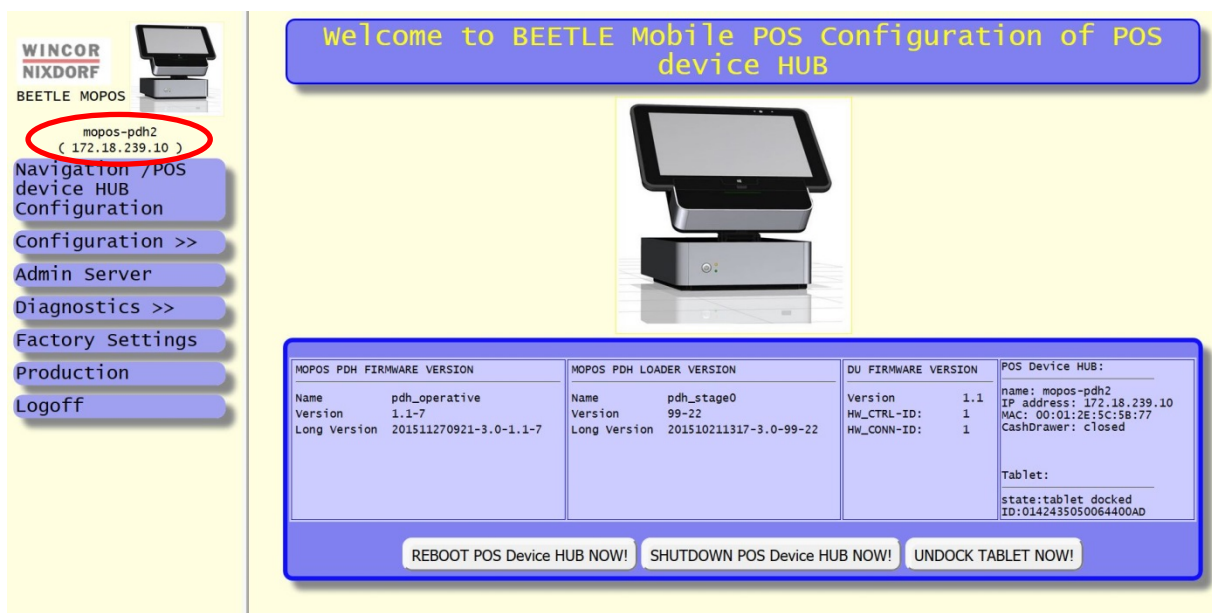 WINCOR
NIXDORF
BEETLE MOPOS
mopos-pdh2
( 172.18.239.10 )
Navigation /POS
device HUB
Configuration
Configuration >>
Admin Server
Diagnostics >>
Factory Settings
Production
Logoff
Welcome to BEETLE Mobile POS Configuration of POS
device HUB
MOPOS PDH FIRMWARE VERSION
Name pdh_operative
Version 1.1-7
Long Version 201511270921-3.0-1.1-7
MOPOS PDH LOADER VERSION
Name pdh_stage0
Version 99-22
Long Version 201510211317-3.0-99-22
DU FIRMWARE VERSION
Version 1.1
HW_CTRL-ID: 1
HW_CONN-ID: 1
POS Device HUB:
name: mopos-pdh2
IP address: 172.18.239.10
MAC: 00:01:2E:5C:5B:77
CashDrawer: closed
Tablet:
state:tablet docked
ID:0142435050064400AD
REBOOT POS Device HUB NOW!
SHUTDOWN POS Device HUB NOW!
UNDOCK TABLET NOW!